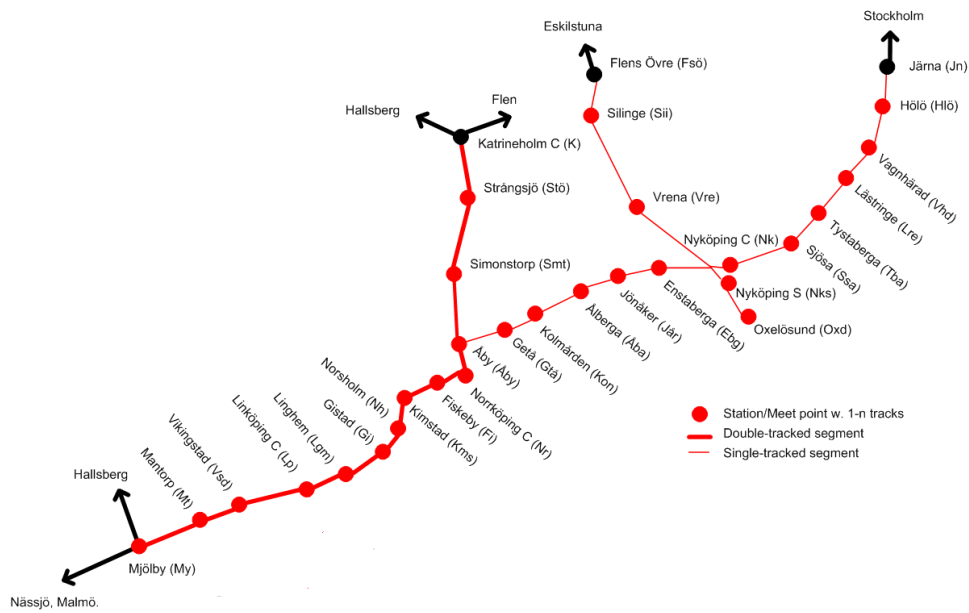 Stockholm
Eskilstuna
Flens Övre (Fsö)
Järna (Jn)
Hallsberg
Flen
Silinge (Sii)
Hölö (Hlö)
Katrineholm C (K)
Vagnhärad (Vhd)
Strångsjö (Stö)
Vrena (Vre)
Lästringe (Lre)
Tystaberga (Tba)
Nyköping C (Nk)
Sjösa (Ssa)
Simonstorp (Smt)
Nyköping S (Nks)
Enstaberga (Ebg)
Jönåker (Jår)
Ålberga (Åba)
Oxelösund (Oxd)
Kolmården (Kon)
Getå (Gtå)
Åby (Åby)
Norrköping C (Nr)
Fiskeby (Fi)
Kimstad (Kms)
Norsholm (Nh)
Gistad (Gi)
Linghem (Lgm)
Linköping C (Lp)
Vikingstad (Vsd)
Mantorp (Mt)
Station/Meet point w. 1-n tracks
Double-tracked segment
Single-tracked segment
Hallsberg
Mjölby (My)
Nässjö, Malmö.